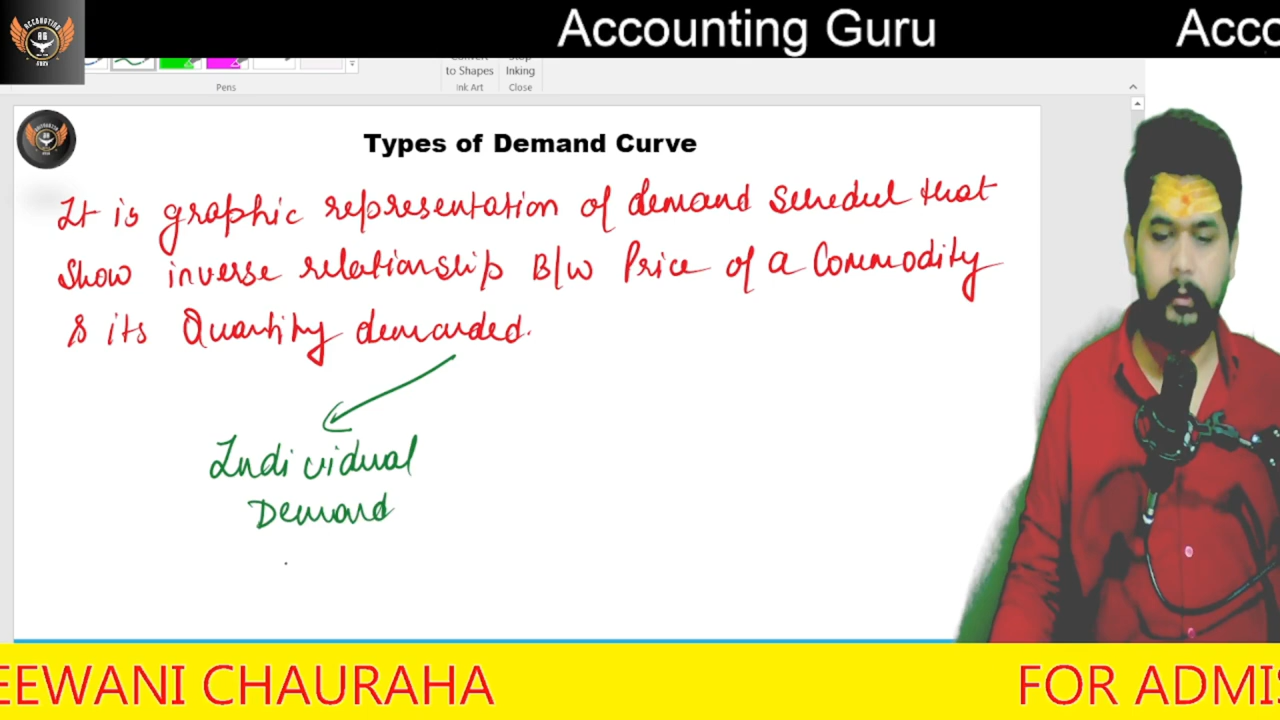 Accounting Guru
Acco
Convert
to Shapes
Stop
Inking
Pens
Ink Art
Close
Types of Demand Curve
It is graphic representation of demand schedul that
show inverse relationship B/w Price of a Commodity
& its Quantity demanded.
Individual
Demand
EEWANI CHAURAHA
FOR ADMIS